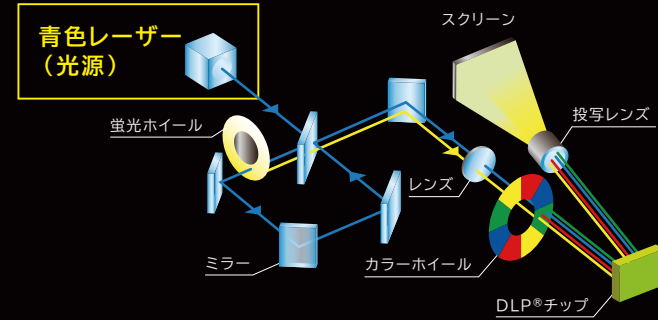 スクリーン
青色レーザー
（光源）
投写レンズ
蛍光ホイール
レンズ
ミラー
カラーホイール
DLP®チップ